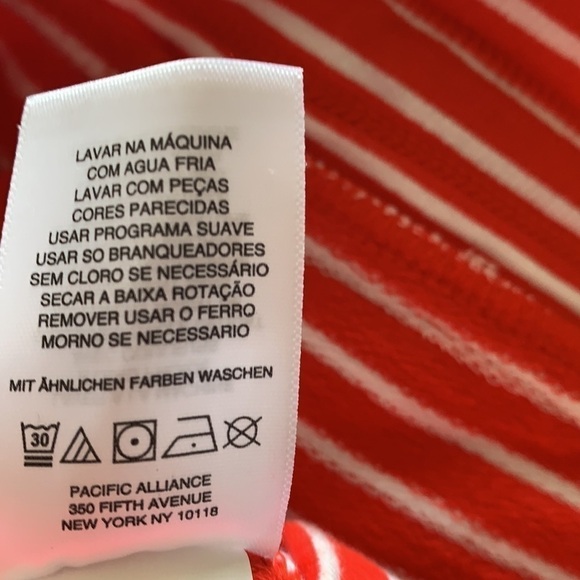 LAVAR NA MÁQUINA
COM AGUA FRIA
LAVAR COM PEÇAS
CORES PARECIDAS
USAR PROGRAMA SUAVE
USAR SO BRANQUEADORES
SEM CLORO SE NECESSÁRIO
SECAR A BAIXA ROTAÇÃO
REMOVER USAR O FERRO
MORNO SE NECESSARIO
MIT ÄHNLICHEN FARBEN WASCHEN
30
PACIFIC ALLIANCE
350 FIFTH AVENUE
NEW YORK NY 10118